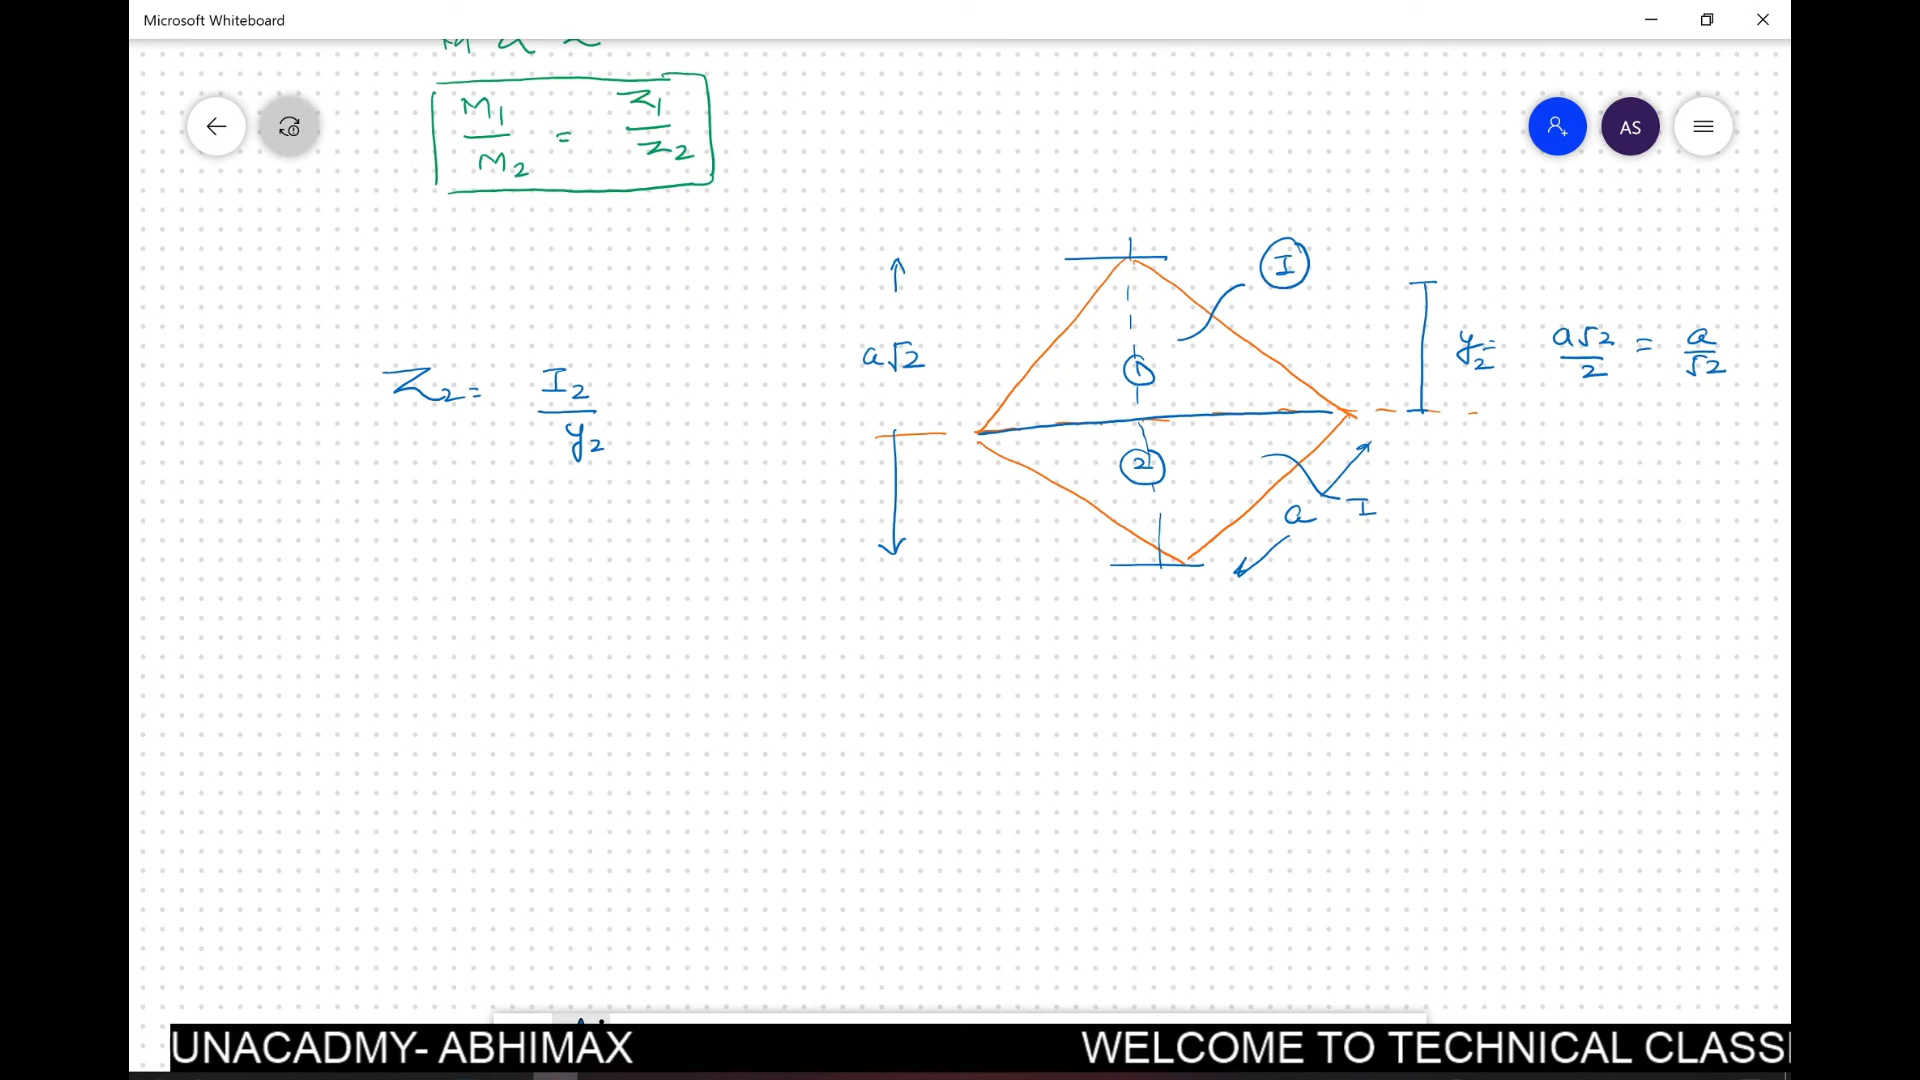 Microsoft Whiteboard
M1/M2 = Z1/Z2
AS
I
a√2
y2 = a√2/2 = a/√2
1
Z2 = I2/y2
2
a
I
UNACADMY- ABHIMAX
WELCOME TO TECHNICAL CLASS